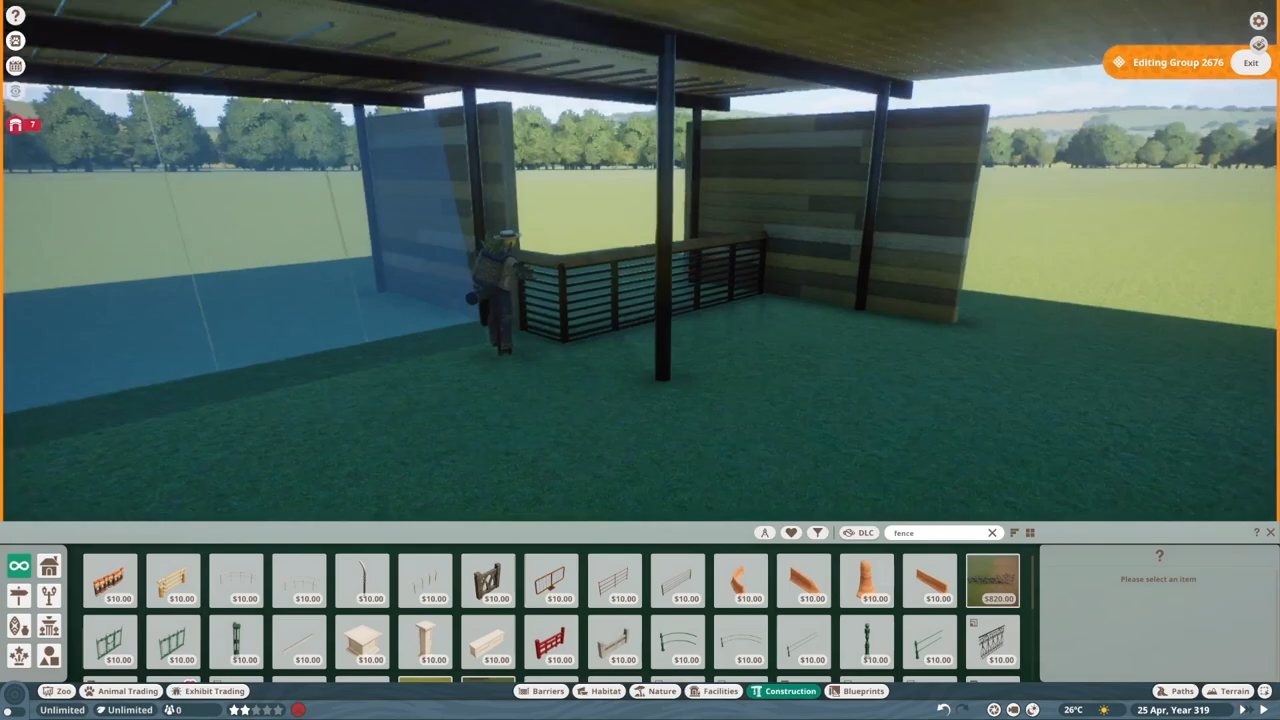 ?
Editing Group 2676
Exit
7
DLC
fence
?
$10.00 $10.00 $10.00 $10.00 $10.00 $10.00 $10.00 $10.00 $10.00 $10.00 $10.00 $10.00 $10.00 $10.00 $820.00
?
Please select an item
$10.00 $10.00 $10.00 $10.00 $10.00 $10.00 $10.00 $10.00 $10.00 $10.00 $10.00 $10.00 $10.00 $10.00 $10.00
Zoo Animal Trading Exhibit Trading Barriers Habitat Nature Facilities Construction Blueprints Paths Terrain
Unlimited Unlimited 0 26°C 25 Apr, Year 319